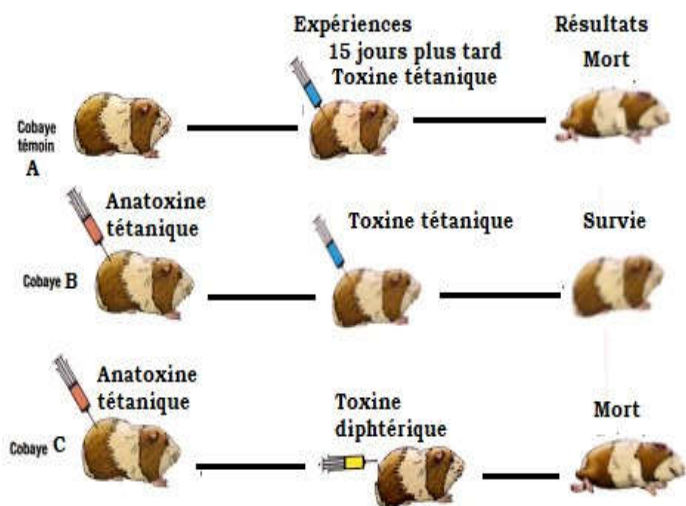 Expériences
Résultats
15 jours plus tard
Toxine tétanique
Mort
Cobaye
témoin
A
Anatoxine
tétanique
Toxine tétanique
Survie
Cobaye B
Anatoxine
tétanique
Toxine
diphtérique
Mort
Cobaye C